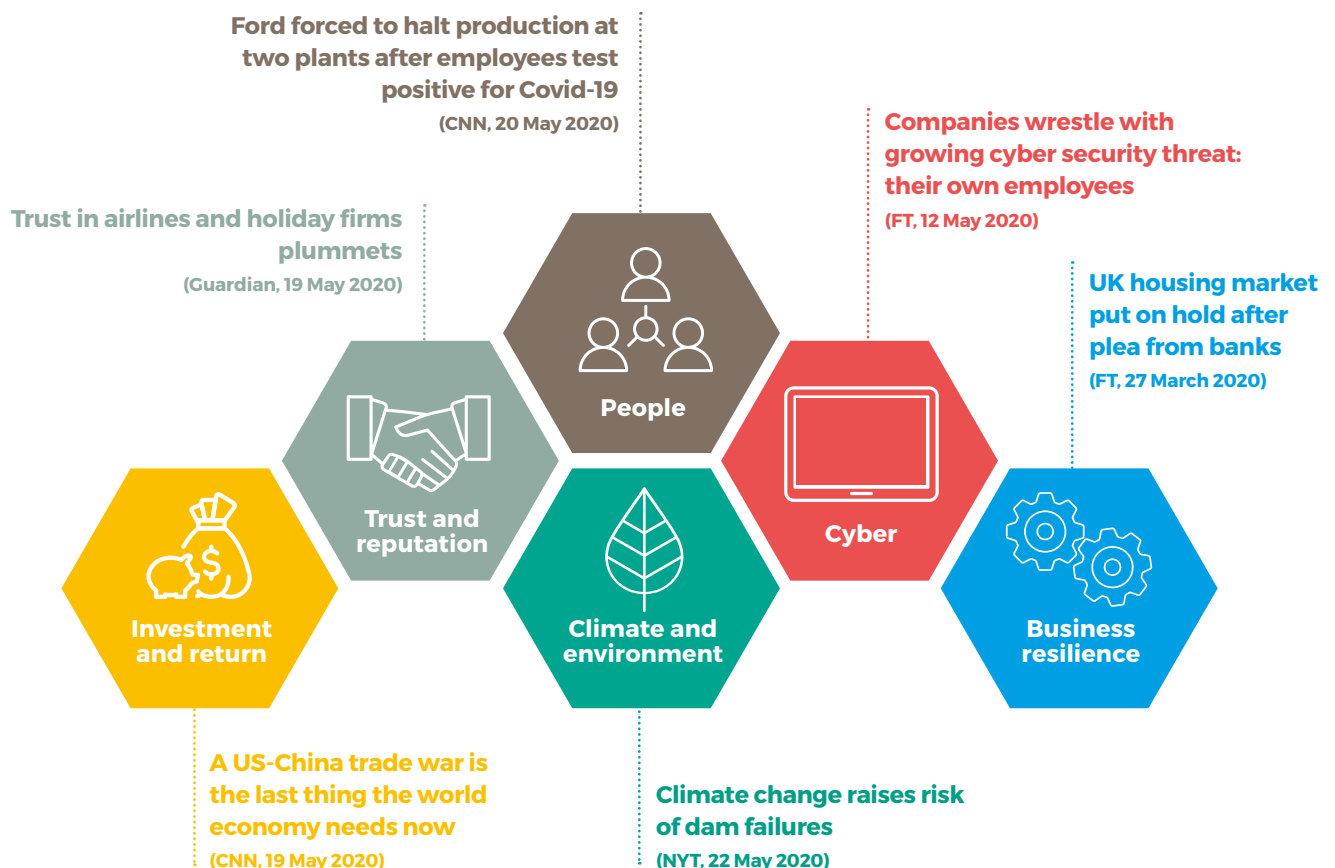 Ford forced to halt production at
two plants after employees test
positive for Covid-19
(CNN, 20 May 2020)
Companies wrestle with
growing cyber security threat:
their own employees
(FT, 12 May 2020)
Trust in airlines and holiday firms
plummets
(Guardian, 19 May 2020)
UK housing market
put on hold after
plea from banks
(FT, 27 March 2020)
People
Trust and
reputation
Cyber
$
Investment
and return
Climate and
environment
Business
resilience
A US-China trade war is
the last thing the world
economy needs now
(CNN, 19 May 2020)
Climate change raises risk
of dam failures
(NYT, 22 May 2020)